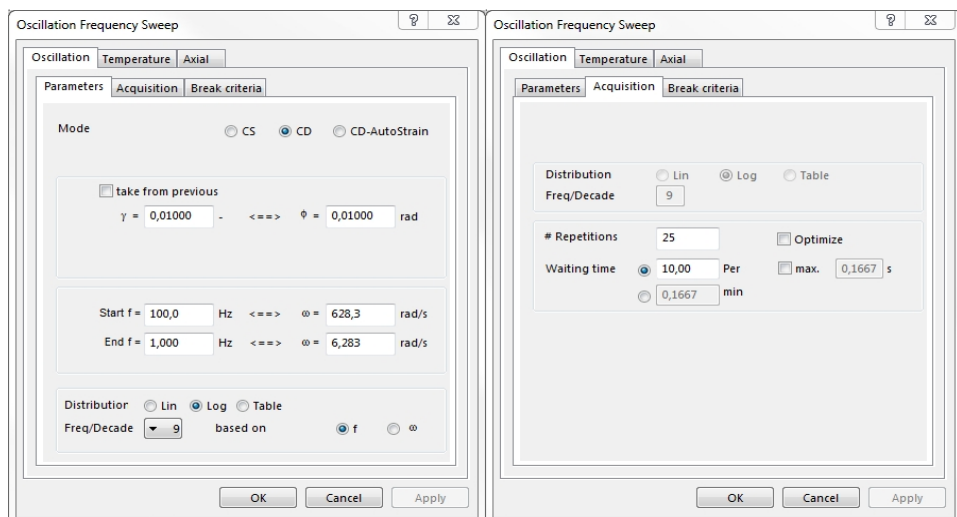 Oscillation Frequency Sweep
Oscillation Temperature Axial
Parameters Acquisition Break criteria
Mode CS CD CD-AutoStrain
take from previous
γ = 0,01000 - <==> ϕ = 0,01000 rad
Start f = 100,0 Hz <==> ω = 628,3 rad/s
End f = 1,000 Hz <==> ω = 6,283 rad/s
Distribution Lin Log Table
Freq/Decade 9 based on f ω
OK Cancel Apply
Oscillation Frequency Sweep
Oscillation Temperature Axial
Parameters Acquisition Break criteria
Distribution Lin Log Table
Freq/Decade 9
# Repetitions 25 Optimize
Waiting time 10,00 Per max. 0,1667 s
0,1667 min
OK Cancel Apply